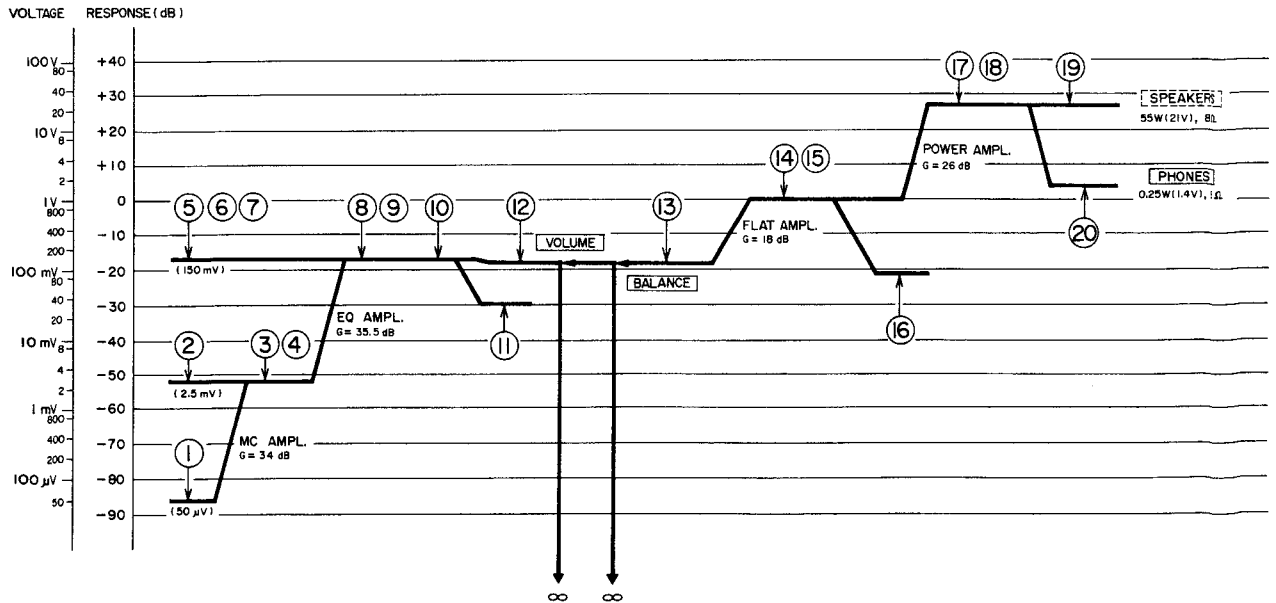 VOLTAGE RESPONSE (dB)
100V +40
80
40 +30
20
10V +20
8
4 +10
2
1V 0
800
400 -10
200
100 mV -20
80
40 -30
20
10 mV -40
8
4 -50
2
1 mV -60
800
400 -70
200
100 μV -80
50
-90
17 18 19
SPEAKERS
55W(21V), 8Ω
POWER AMPL.
G = 26 dB
14 15
PHONES
0.25W(1.4V), 1Ω
5 6 7 8 9 10 12 13
20
FLAT AMPL.
G = 18 dB
VOLUME
(150 mV)
BALANCE
EQ AMPL.
G = 35.5 dB
11
16
2 3 4
(2.5 mV)
MC AMPL.
G = 34 dB
1
(50 μV)
∞ ∞